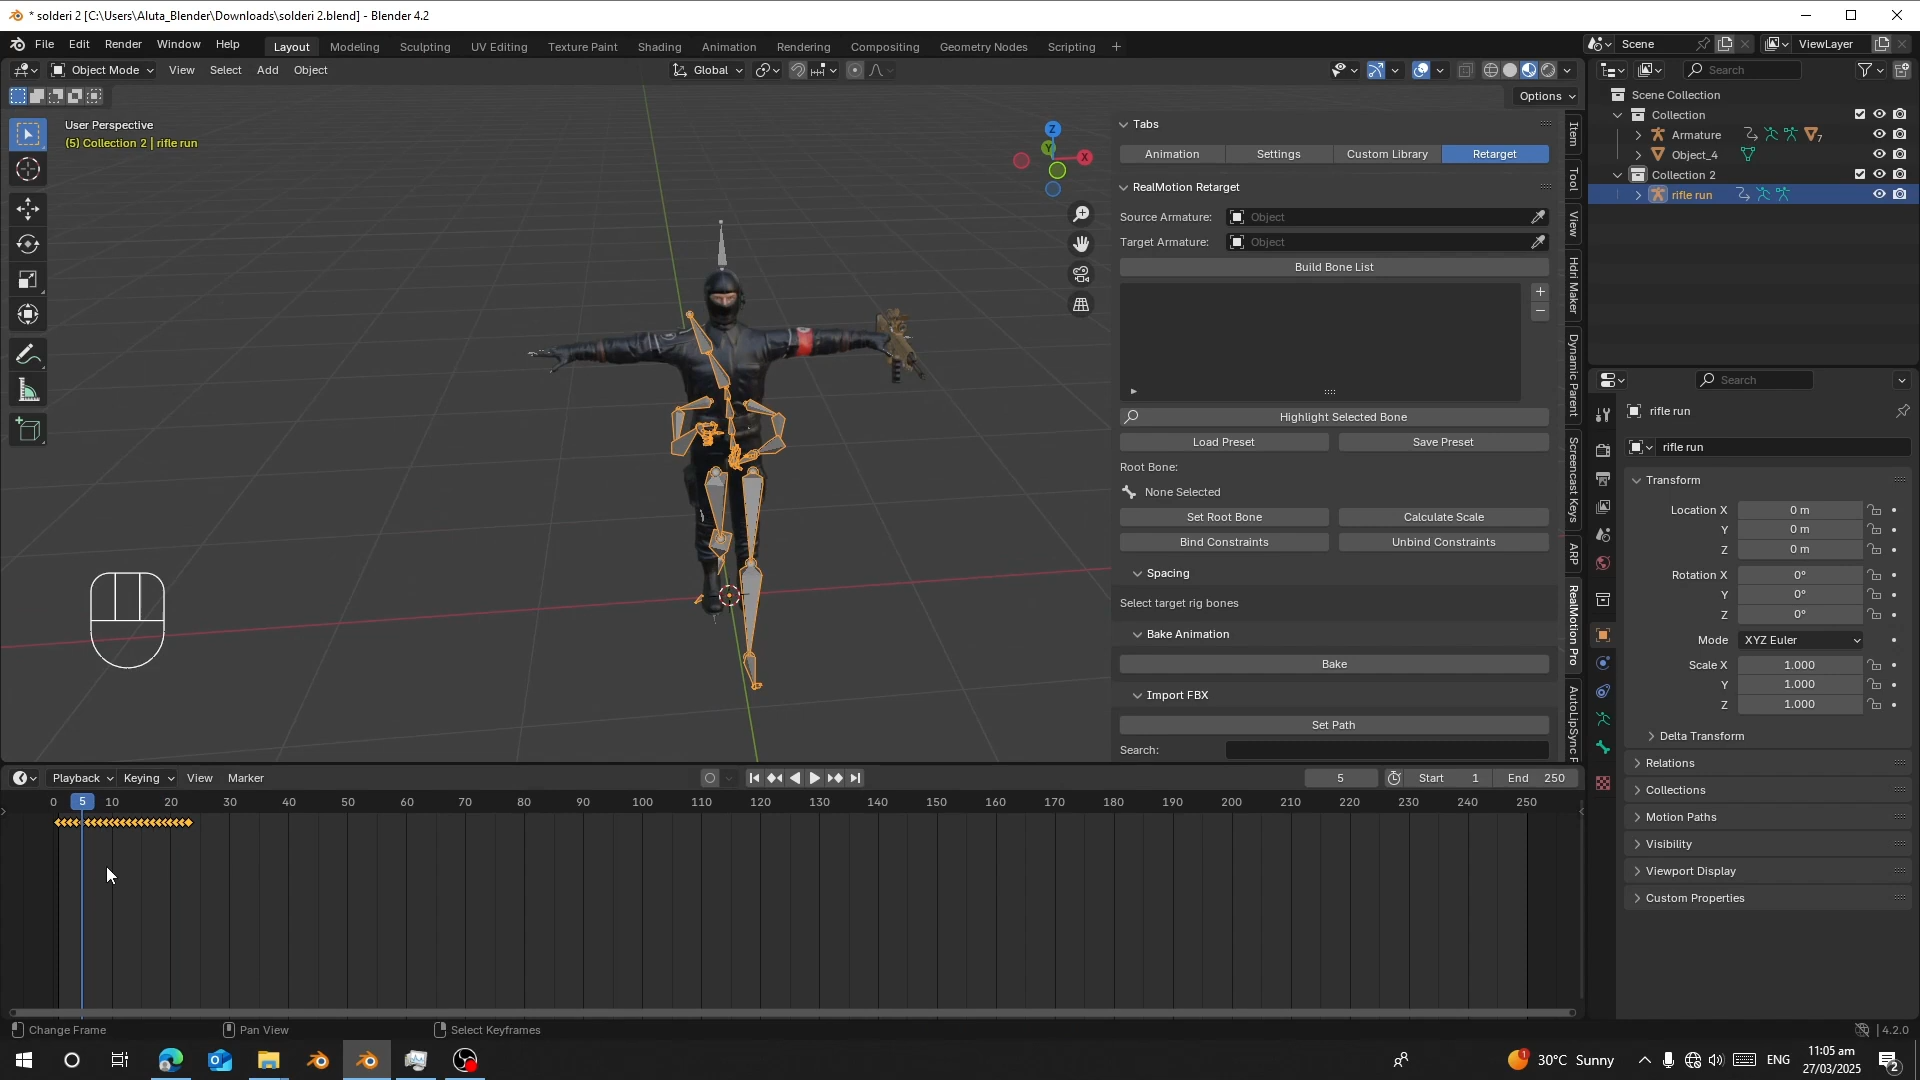 * solderi 2 [C:\Users\Aluta_Blender\Downloads\solderi 2.blend] - Blender 4.2
File Edit Render Window Help Layout Modeling Sculpting UV Editing Texture Paint Shading Animation Rendering Compositing Geometry Nodes Scripting + Scene ViewLayer
Object Mode View Select Add Object Global Search
Options
Scene Collection
Collection
Armature 7
Object_4
Collection 2
rifle run
User Perspective
(5) Collection 2 | rifle run
Z
Y
X
Tabs
Animation Settings Custom Library Retarget
RealMotion Retarget
Source Armature: Object
Target Armature: Object
Build Bone List
Highlight Selected Bone
Load Preset Save Preset
Root Bone:
None Selected
Set Root Bone Calculate Scale
Bind Constraints Unbind Constraints
Spacing
Select target rig bones
Bake Animation
Bake
Import FBX
Set Path
Search:
Item
Tool
View
Hdri Maker
Dynamic Parent
Screencast Keys
ARP
RealMotion Pro
AutoLipSync
Search
rifle run
rifle run
Transform
Location X 0 m
Y 0 m
Z 0 m
Rotation X 0°
Y 0°
Z 0°
Mode XYZ Euler
Scale X 1.000
Y 1.000
Z 1.000
Delta Transform
Relations
Collections
Motion Paths
Visibility
Viewport Display
Custom Properties
Playback Keying View Marker 5 Start 1 End 250
0 5 10 20 30 40 50 60 70 80 90 100 110 120 130 140 150 160 170 180 190 200 210 220 230 240 250
Change Frame Pan View Select Keyframes 4.2.0
1 30°C Sunny ENG 11:05 am
27/03/2025 2